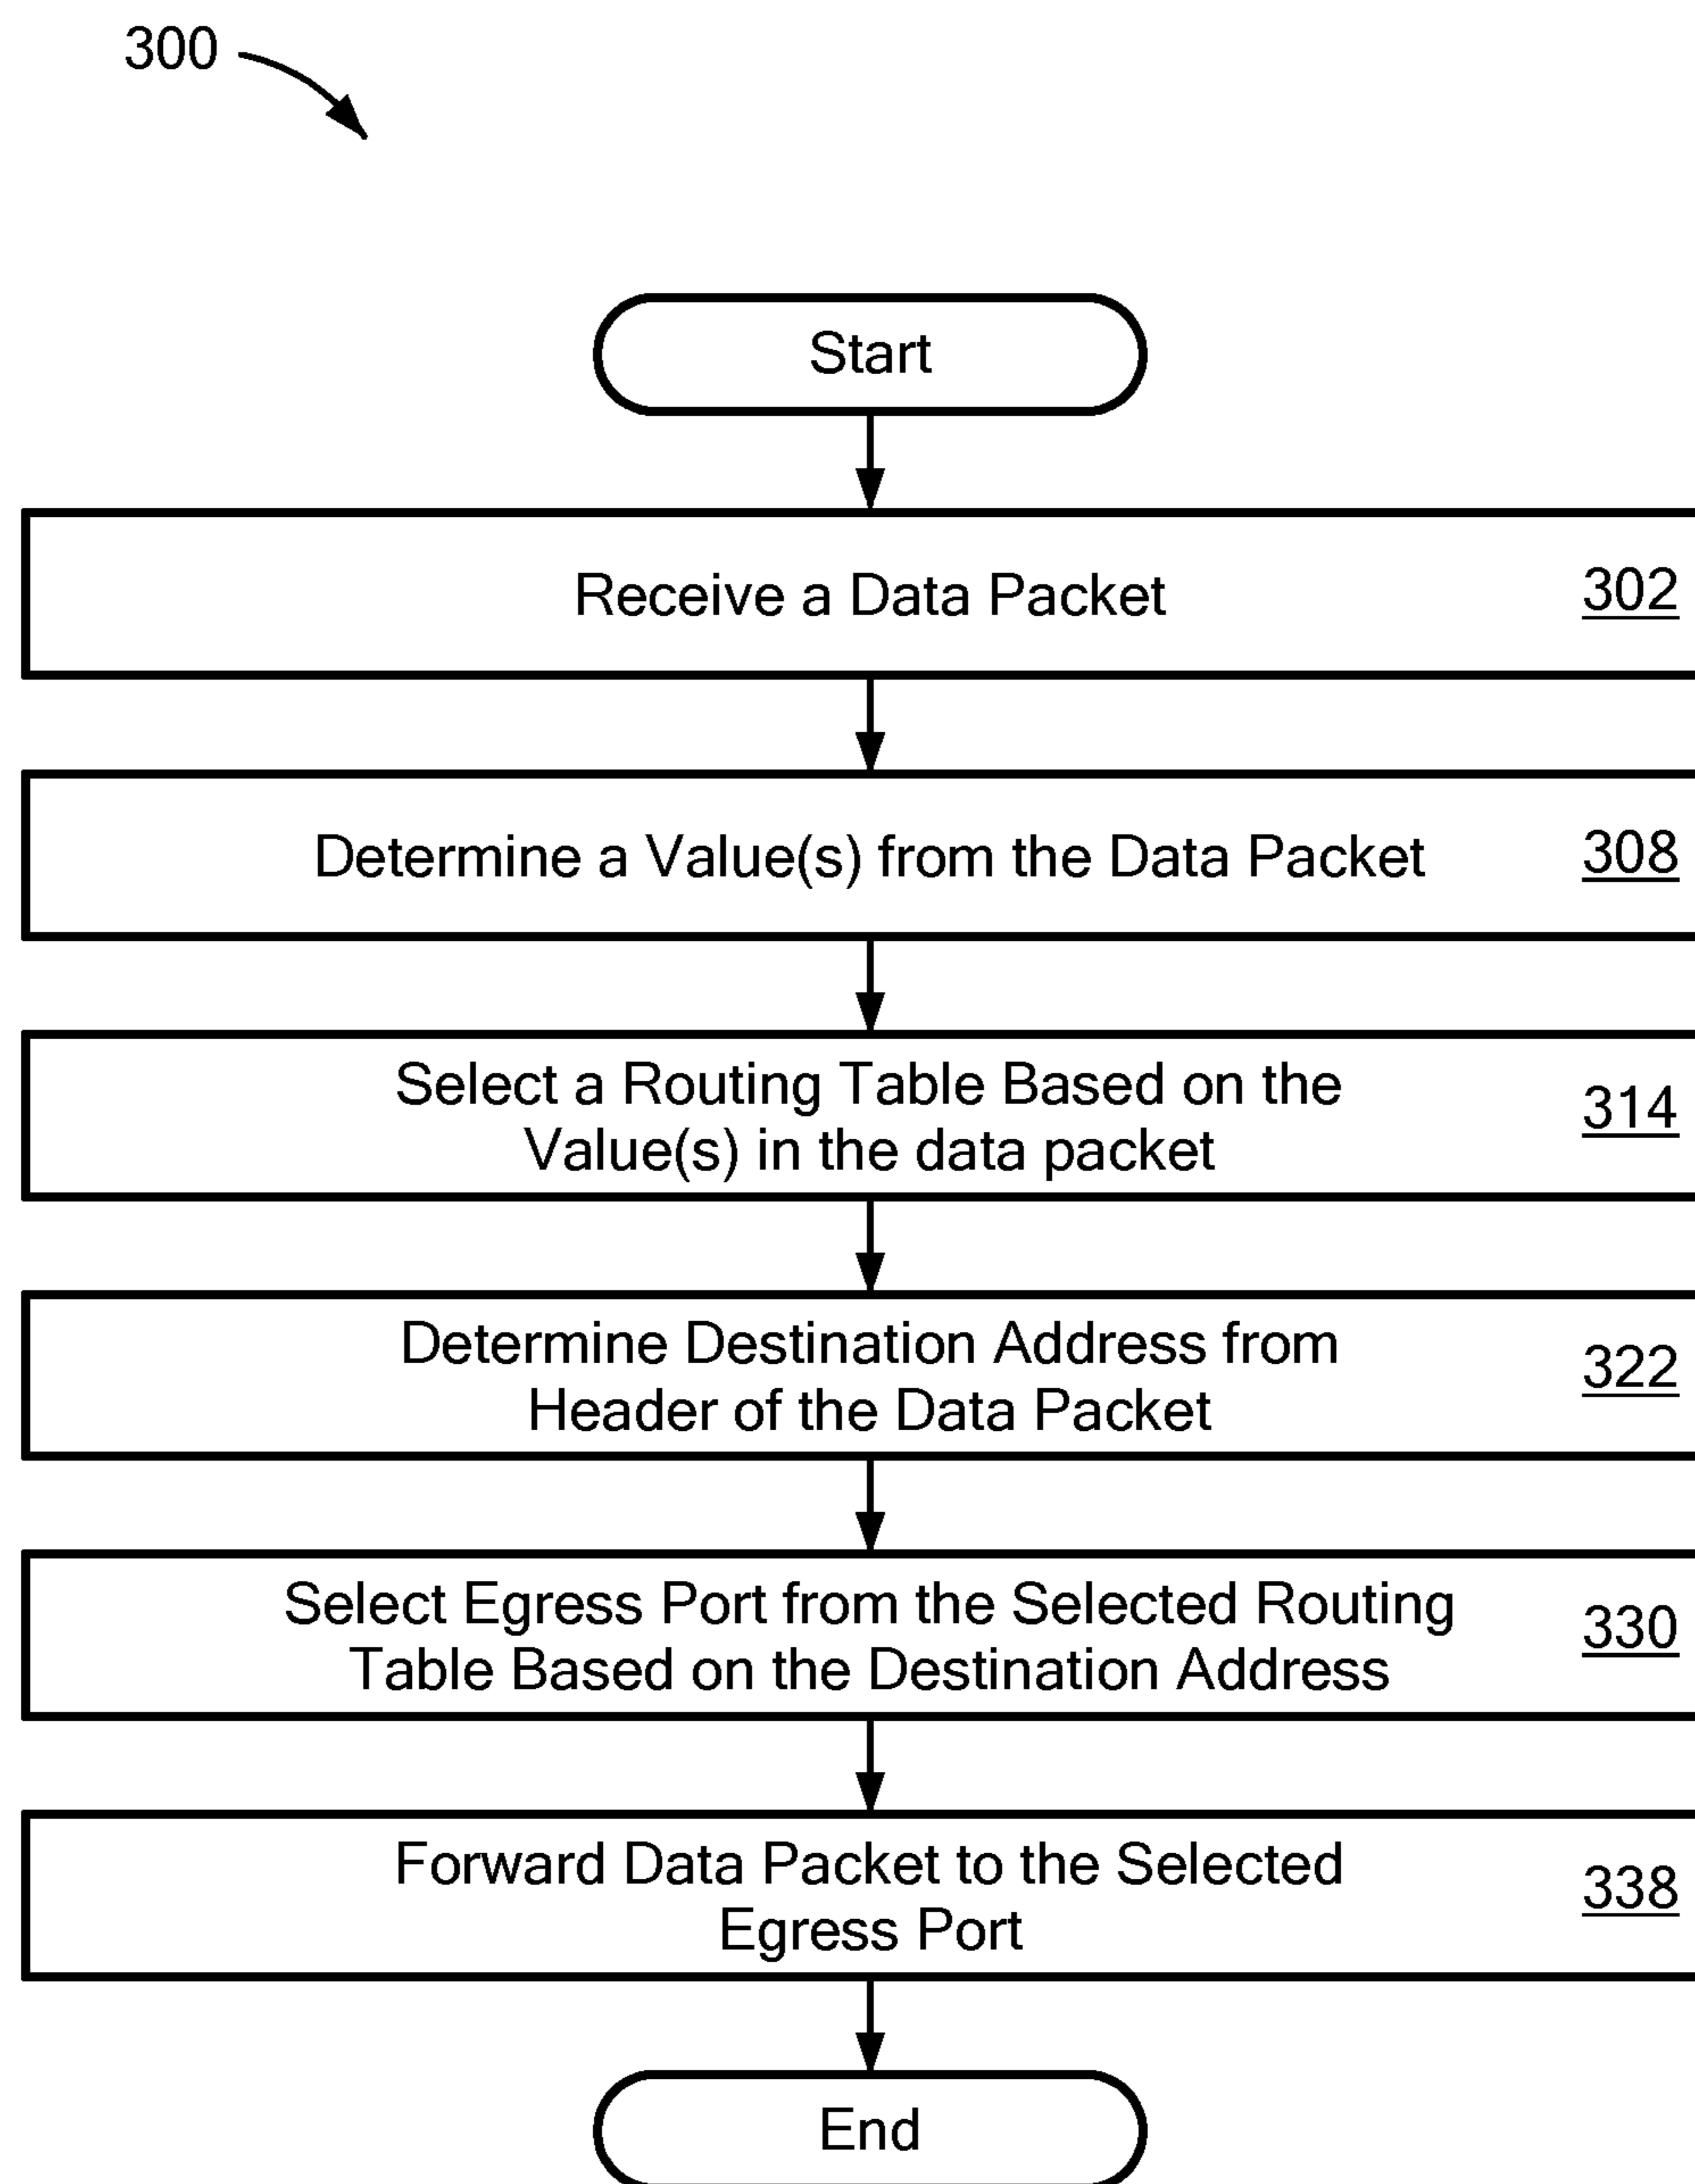 300
Start
Receive a Data Packet
302
Determine a Value(s) from the Data Packet
308
Select a Routing Table Based on the
Value(s) in the data packet
314
Determine Destination Address from
Header of the Data Packet
322
Select Egress Port from the Selected Routing
Table Based on the Destination Address
330
Forward Data Packet to the Selected
Egress Port
338
End